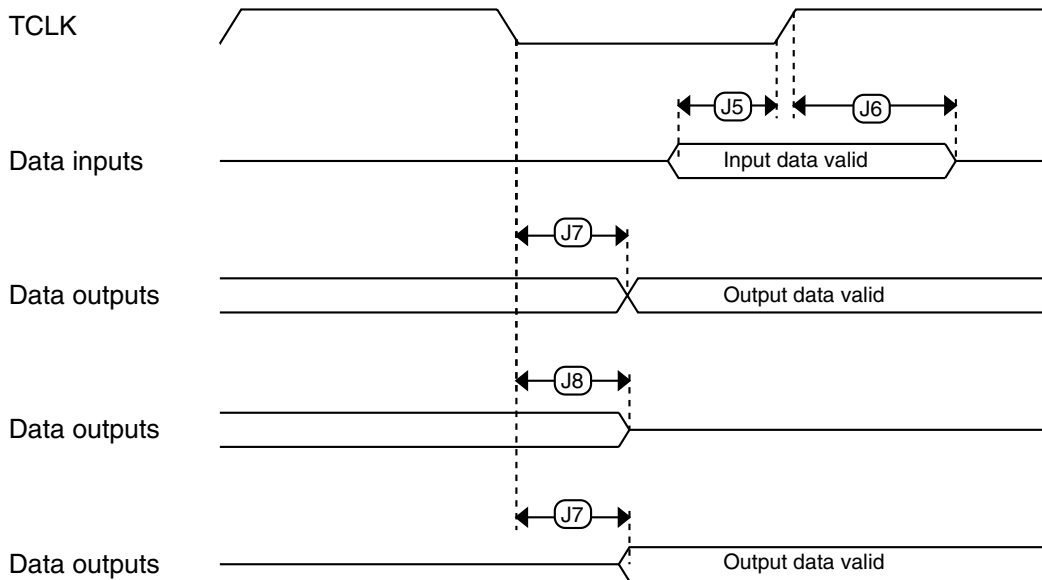 TCLK
J5
J6
Data inputs
Input data valid
J7
Data outputs
Output data valid
J8
Data outputs
J7
Data outputs
Output data valid